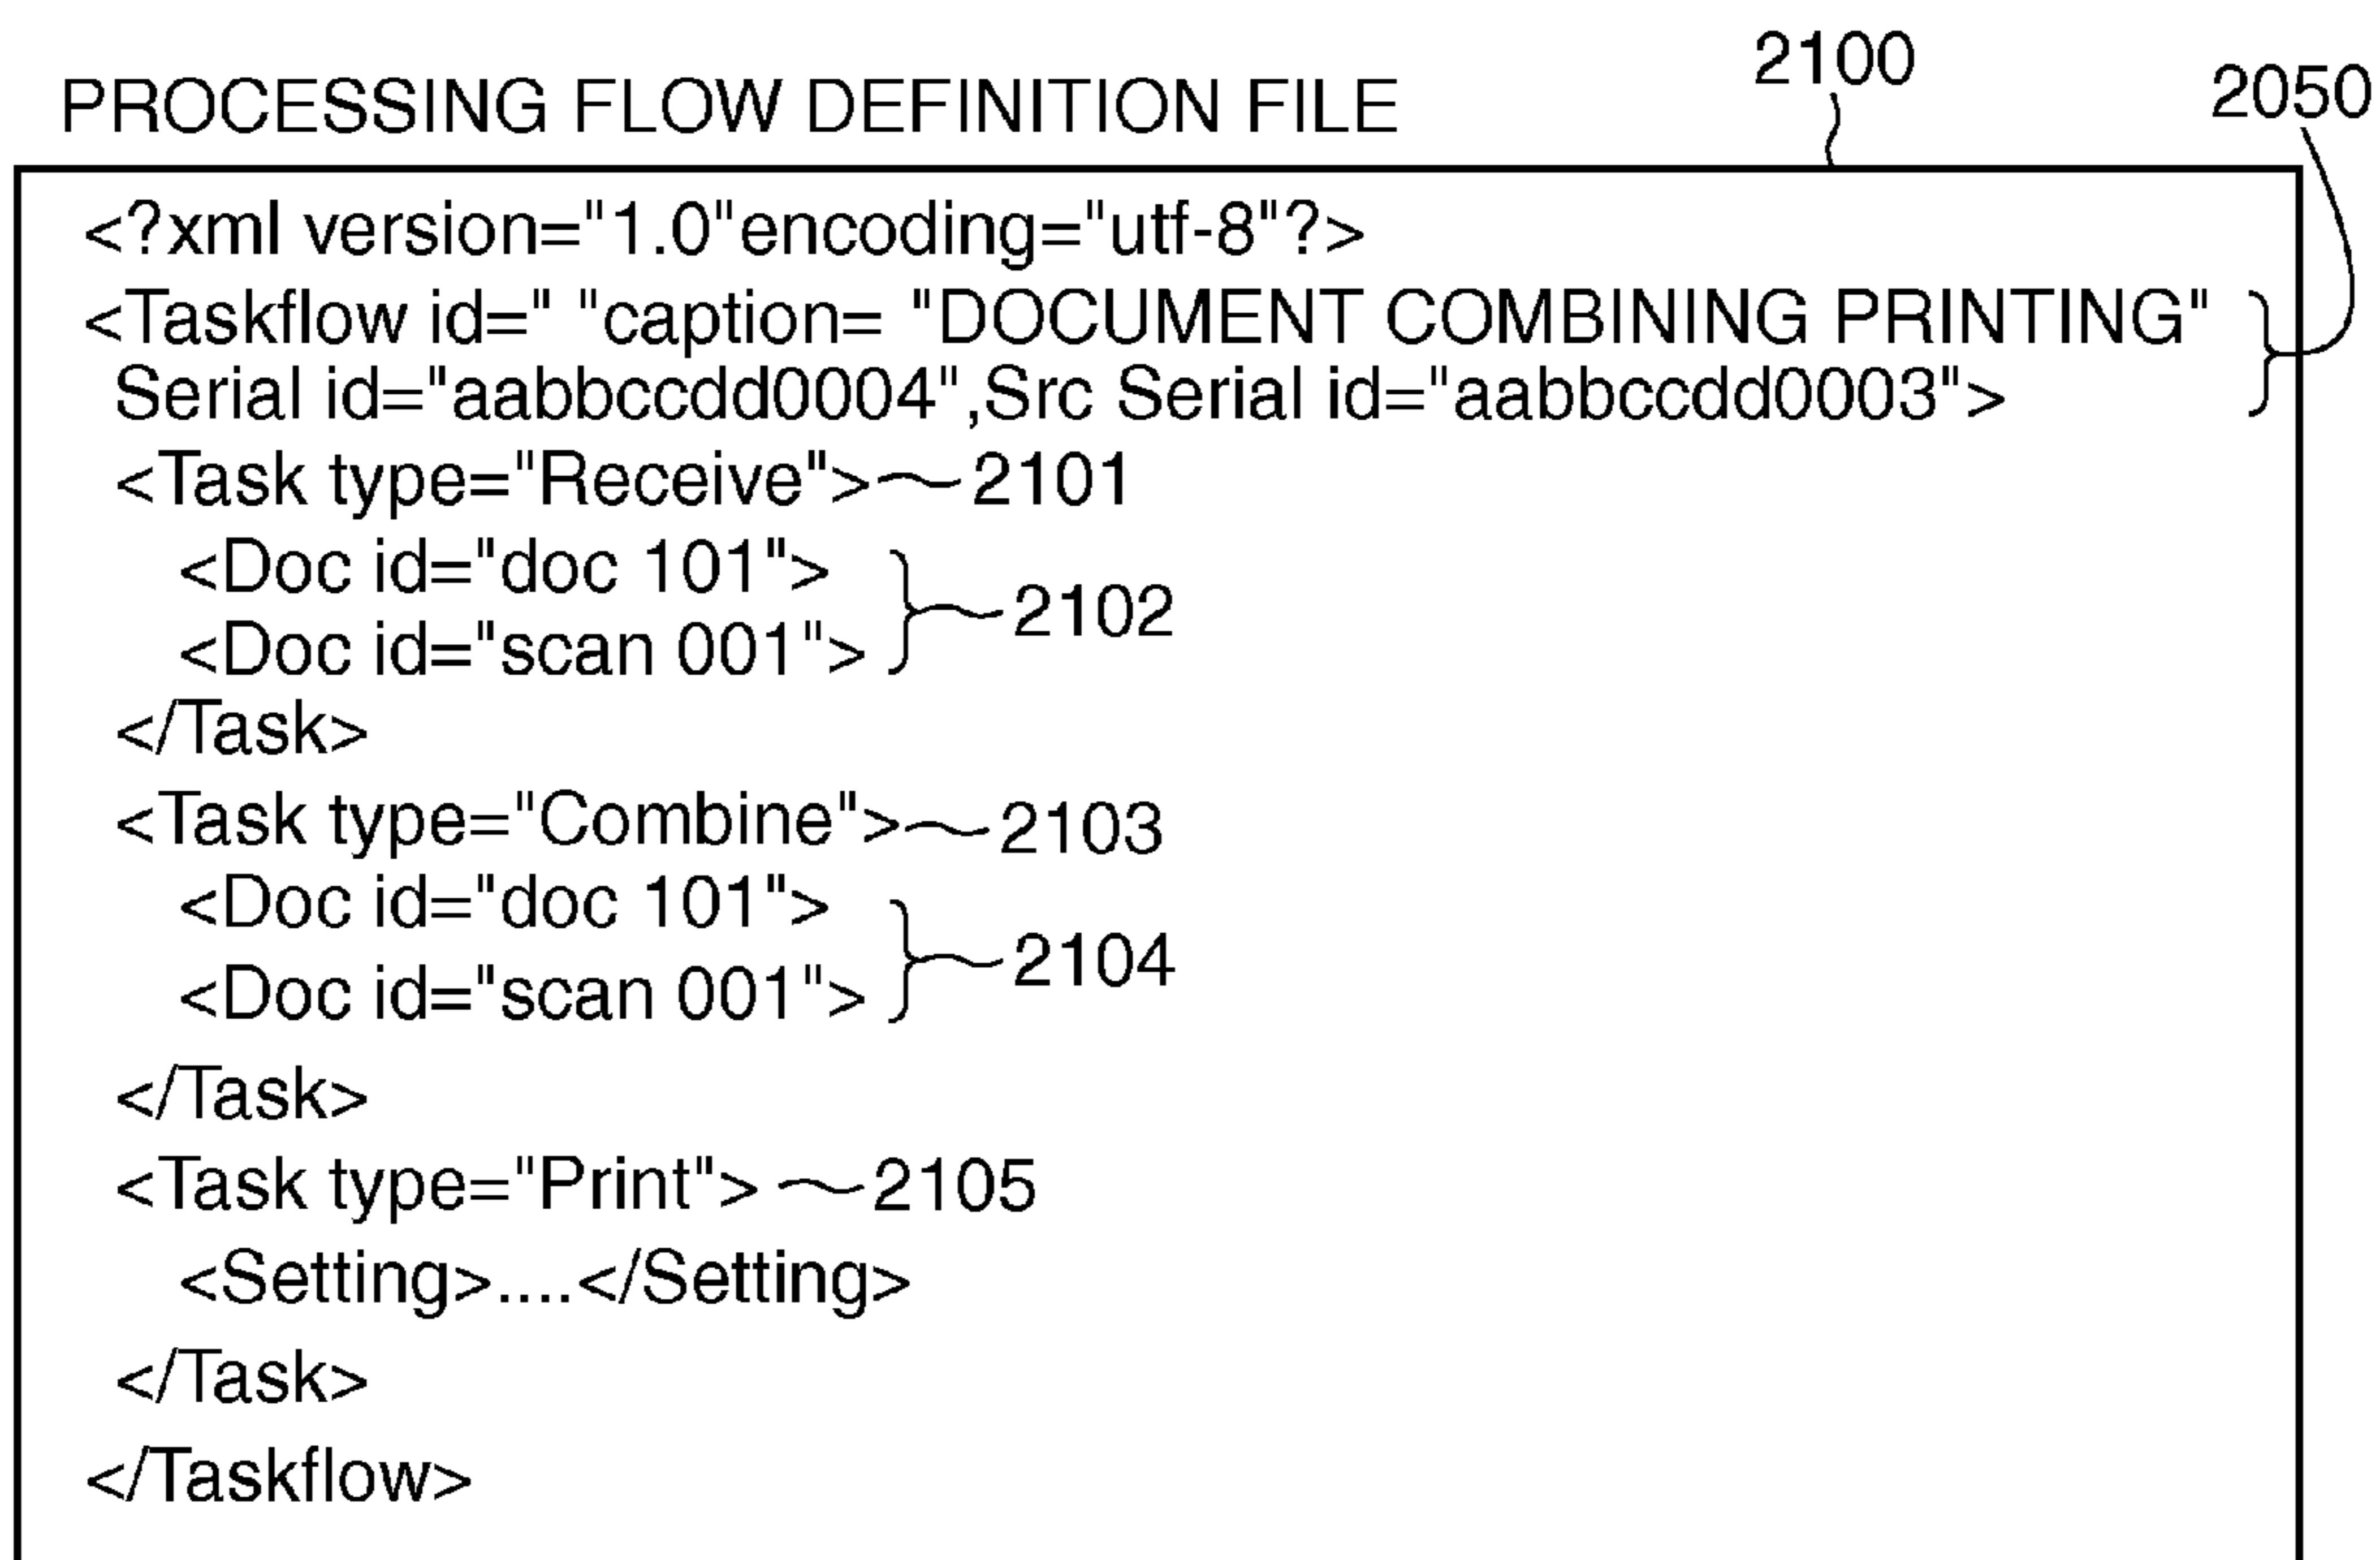 2100
2050
PROCESSING FLOW DEFINITION FILE
<?xml version="1.0"encoding="utf-8"?>
<Taskflow id=" "caption= "DOCUMENT COMBINING PRINTING"
Serial id="aabbccdd0004",Src Serial id="aabbccdd0003">
<Task type="Receive"> 2101
<Doc id="doc 101">
2102
<Doc id="scan 001">
</Task>
<Task type="Combine"> 2103
<Doc id="doc 101">
2104
<Doc id="scan 001">
</Task>
<Task type="Print"> 2105
<Setting>....</Setting>
</Task>
</Taskflow>